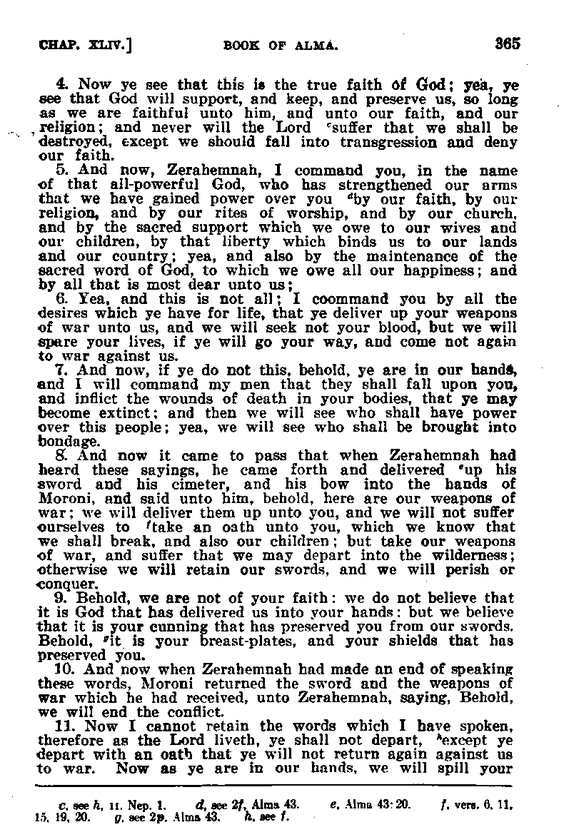 CHAP. XLIV.] BOOK OF ALMA. 365
4. Now ye see that this is the true faith of God; yea, ye
see that God will support, and keep, and preserve us, so long
as we are faithful unto him, and unto our faith, and our
religion; and never will the Lord ᶜsuffer that we shall be
destroyed, except we should fall into transgression and deny
our faith.
5. And now, Zerahemnah, I command you, in the name
of that all-powerful God, who has strengthened our arms
that we have gained power over you ᵈby our faith, by our
religion, and by our rites of worship, and by our church,
and by the sacred support which we owe to our wives and
our children, by that liberty which binds us to our lands
and our country; yea, and also by the maintenance of the
sacred word of God, to which we owe all our happiness; and
by all that is most dear unto us;
6. Yea, and this is not all; I coommand you by all the
desires which ye have for life, that ye deliver up your weapons
of war unto us, and we will seek not your blood, but we will
spare your lives, if ye will go your way, and come not again
to war against us.
7. And now, if ye do not this, behold, ye are in our hands,
and I will command my men that they shall fall upon you,
and inflict the wounds of death in your bodies, that ye may
become extinct; and then we will see who shall have power
over this people; yea, we will see who shall be brought into
bondage.
8. And now it came to pass that when Zerahemnah had
heard these sayings, he came forth and delivered ᵉup his
sword and his cimeter, and his bow into the hands of
Moroni, and said unto him, behold, here are our weapons of
war; we will deliver them up unto you, and we will not suffer
ourselves to ᶠtake an oath unto you, which we know that
we shall break, and also our children; but take our weapons
of war, and suffer that we may depart into the wilderness;
otherwise we will retain our swords, and we will perish or
conquer.
9. Behold, we are not of your faith: we do not believe that
it is God that has delivered us into your hands: but we believe
that it is your cunning that has preserved you from our swords.
Behold, ᵍit is your breast-plates, and your shields that has
preserved you.
10. And now when Zerahemnah had made an end of speaking
these words, Moroni returned the sword and the weapons of
war which he had received, unto Zerahemnah, saying, Behold,
we will end the conflict.
11. Now I cannot retain the words which I have spoken,
therefore as the Lord liveth, ye shall not depart, ʰexcept ye
depart with an oath that ye will not return again against us
to war. Now as ye are in our hands, we will spill your
c, see h, 11. Nep. 1. d, see 2f, Alma 43. e, Alma 43: 20. f, vers. 6, 11,
15, 19, 20. g, see 2p. Alma 43. h, see f.